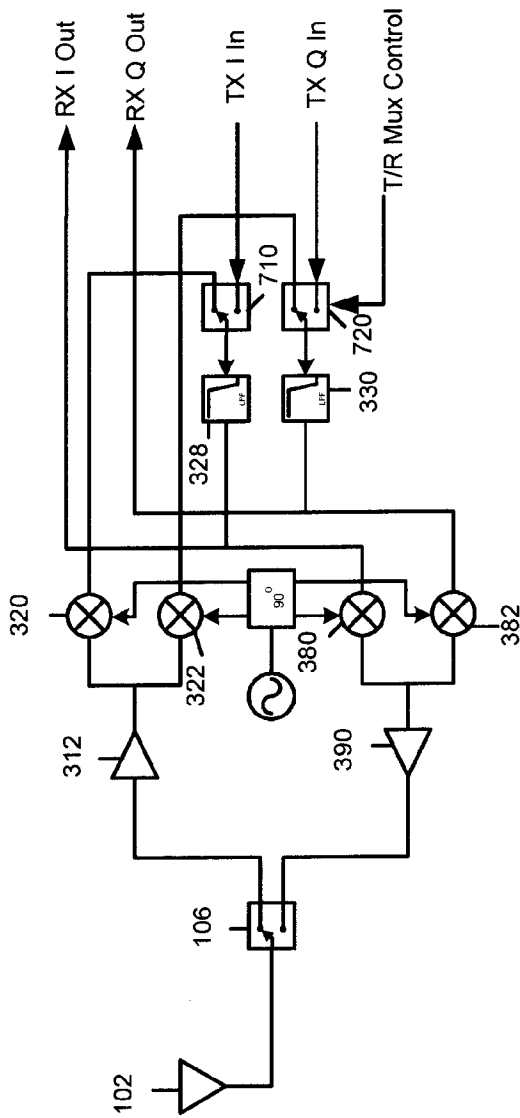 RX I Out
RX Q Out
TX I In
TX Q In
T/R Mux Control
710
720
328
LPF
330
LPF
320
322
90°
380
382
312
390
106
102